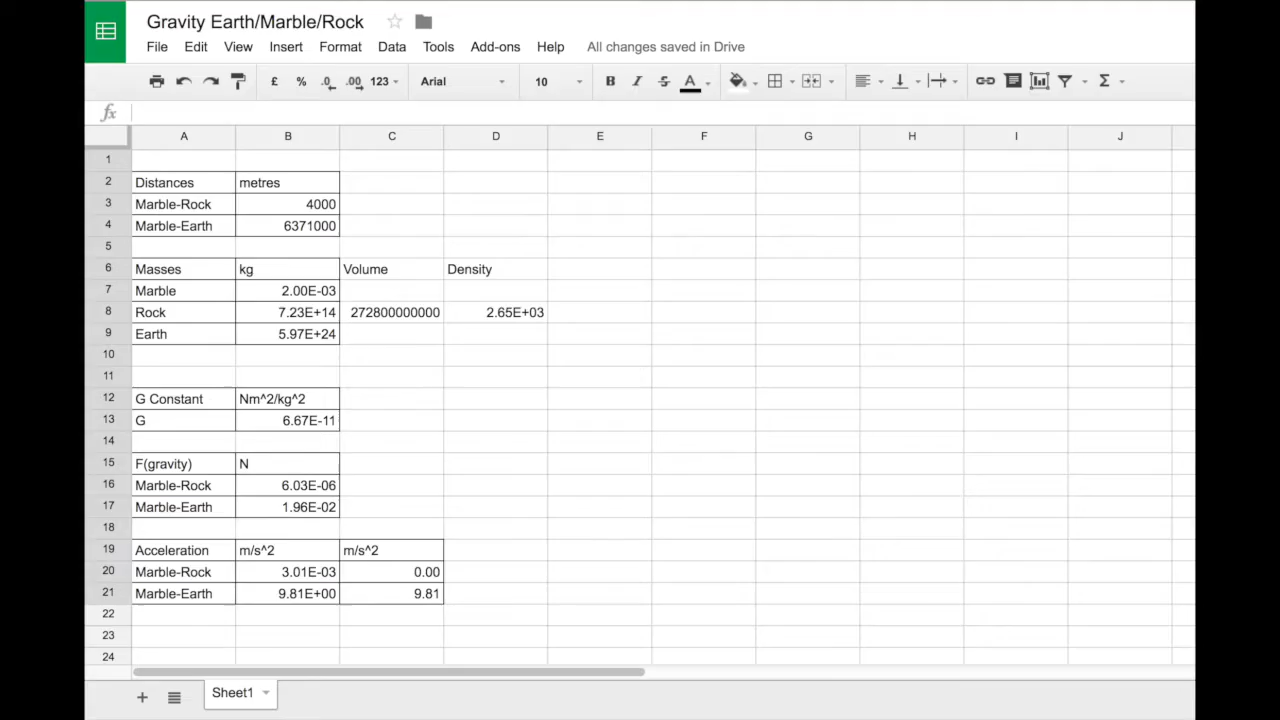 Gravity Earth/Marble/Rock
File Edit View Insert Format Data Tools Add-ons Help All changes saved in Drive
£ % .0 .00 123 Arial 10 B I S A Σ
fx
A B C D E F G H I J
1
2 Distances metres
3 Marble-Rock 4000
4 Marble-Earth 6371000
5
6 Masses kg Volume Density
7 Marble 2.00E-03
8 Rock 7.23E+14 272800000000 2.65E+03
9 Earth 5.97E+24
10
11
12 G Constant Nm^2/kg^2
13 G 6.67E-11
14
15 F(gravity) N
16 Marble-Rock 6.03E-06
17 Marble-Earth 1.96E-02
18
19 Acceleration m/s^2 m/s^2
20 Marble-Rock 3.01E-03 0.00
21 Marble-Earth 9.81E+00 9.81
22
23
24
+ Sheet1